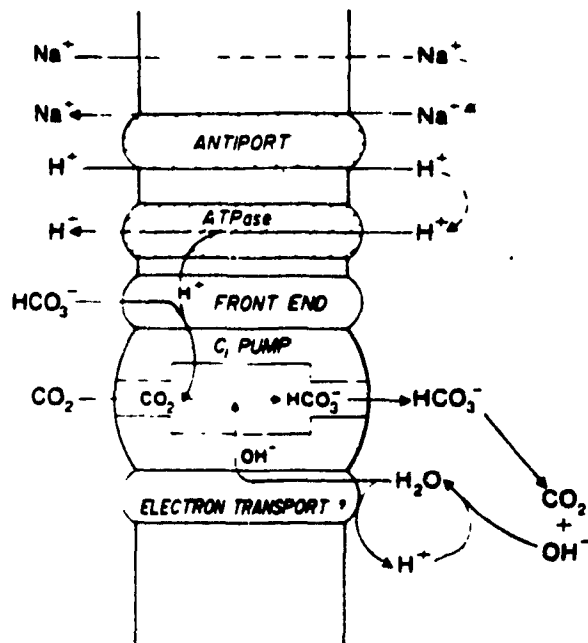 Na⁺ Na⁺
Na⁺ Na⁺
ANTIPORT
H⁺ H⁺
ATPase
H⁻ H⁺
H⁺
HCO₃⁻ FRONT END
Cᵢ PUMP
CO₂ CO₂ HCO₃⁻ HCO₃⁻
OH⁻
H₂O CO₂
+
ELECTRON TRANSPORT ?
OH⁻
H⁺